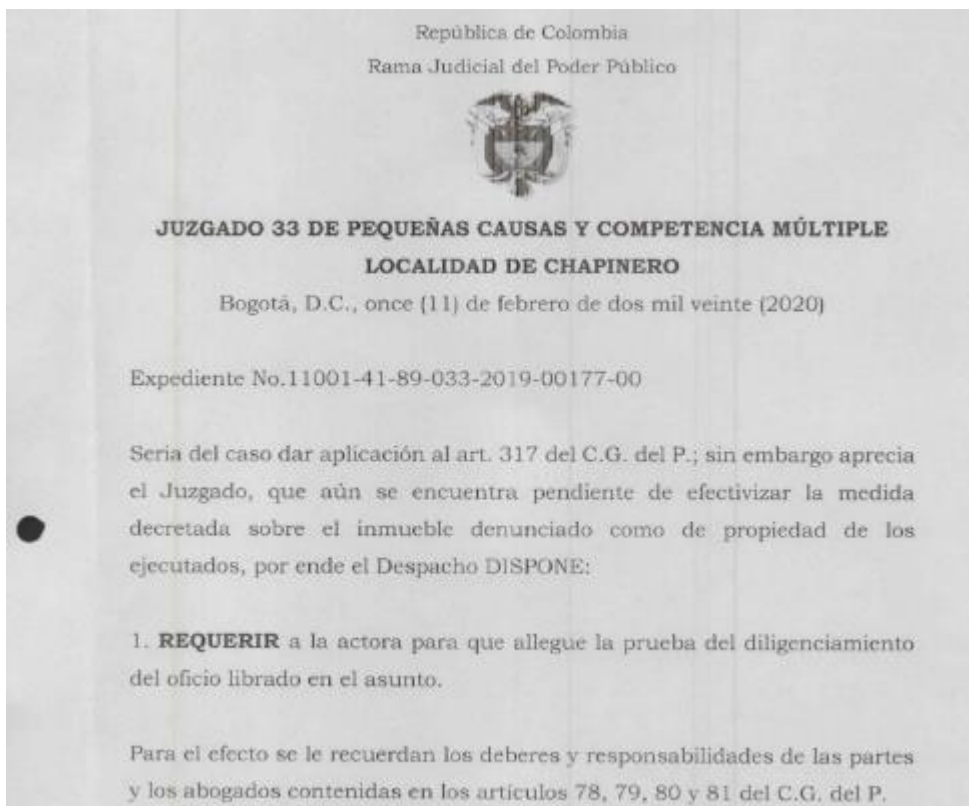 República de Colombia
Rama Judicial del Poder Público
JUZGADO 33 DE PEQUEÑAS CAUSAS Y COMPETENCIA MÚLTIPLE
LOCALIDAD DE CHAPINERO
Bogotá, D.C., once (11) de febrero de dos mil veinte (2020)
Expediente No.11001-41-89-033-2019-00177-00
Seria del caso dar aplicación al art. 317 del C.G. del P.; sin embargo aprecia
el Juzgado, que aún se encuentra pendiente de efectivizar la medida
decretada sobre el inmueble denunciado como de propiedad de los
ejecutados, por ende el Despacho DISPONE:
1. REQUERIR a la actora para que allegue la prueba del diligenciamiento
del oficio librado en el asunto.
Para el efecto se le recuerdan los deberes y responsabilidades de las partes
y los abogados contenidas en los artículos 78, 79, 80 y 81 del C.G. del P.